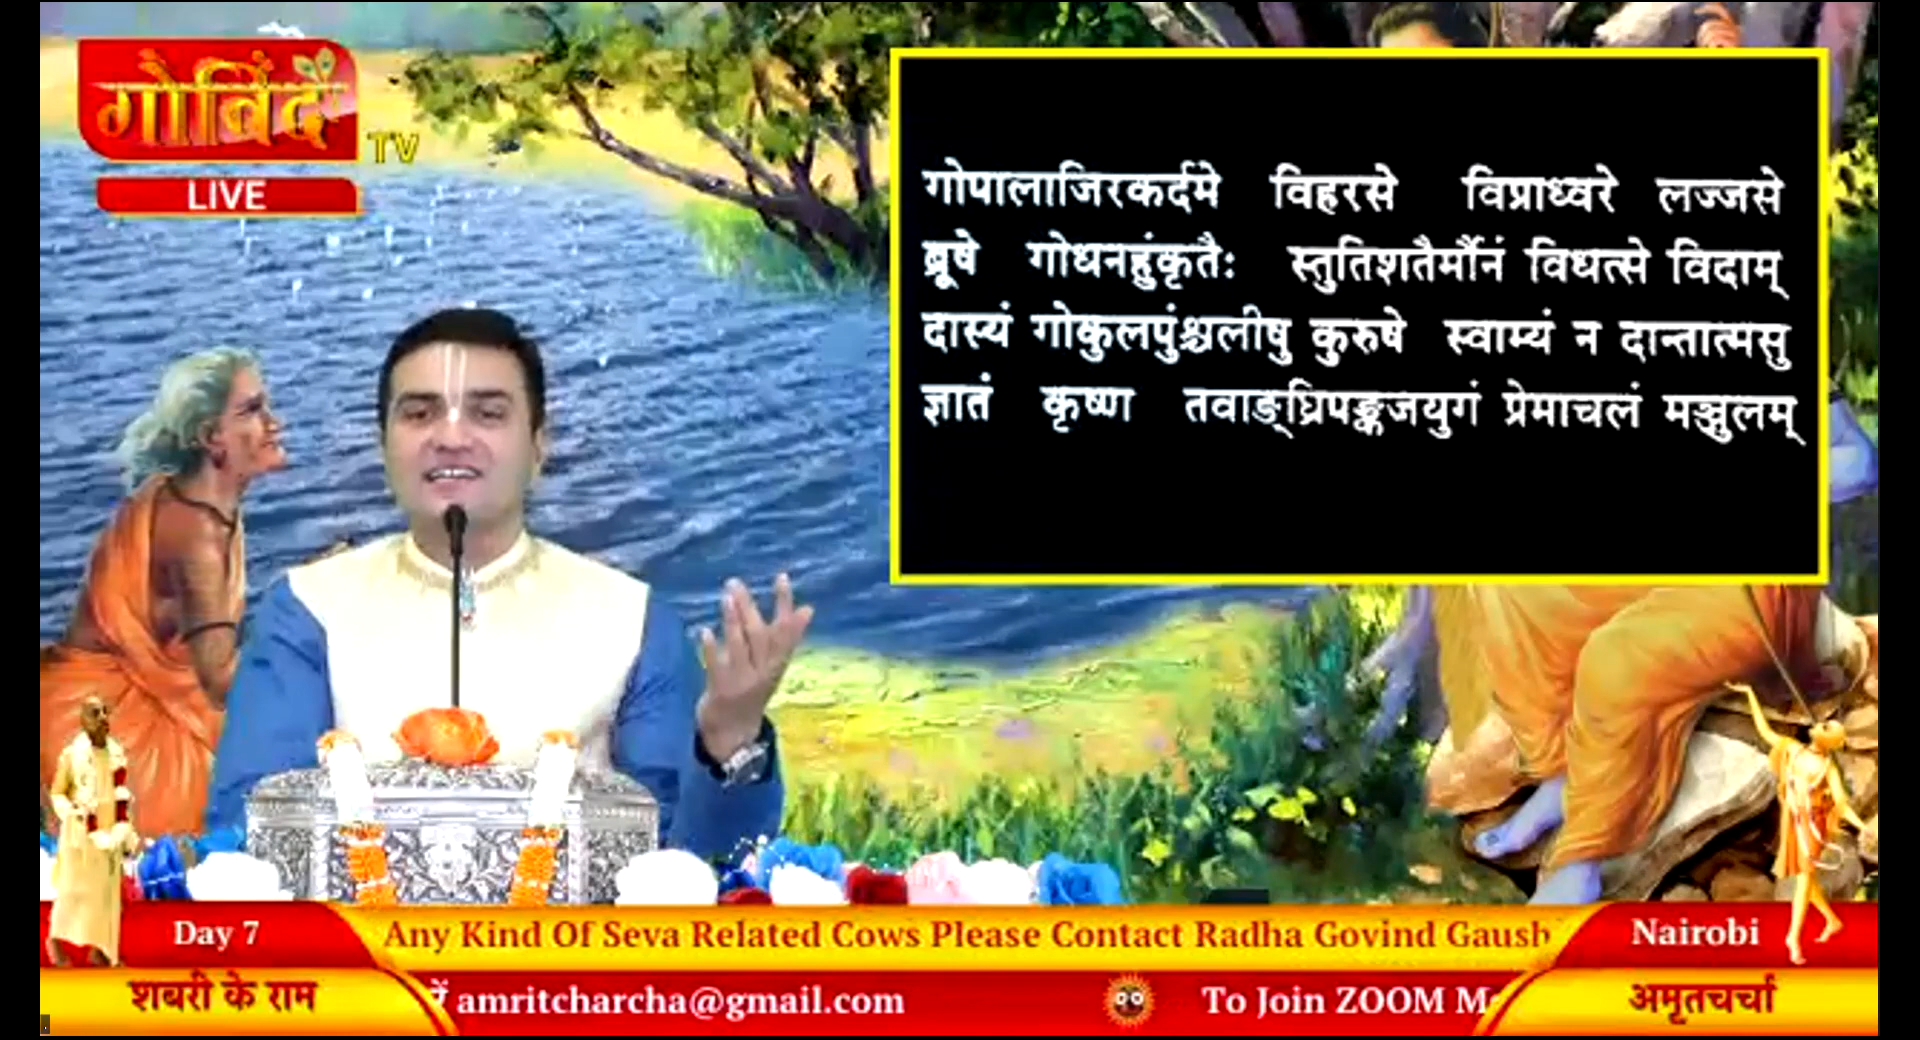 गोबिंद
TV
LIVE
गोपालाजिरकर्दमे विहरसे विप्राध्वरे लज्जसे
ब्रूषे गोधनहुंकृतैः स्तुतिशतैर्मौनं विधत्से विदाम्
दास्यं गोकुलपुंश्चलीषु कुरुषे स्वाम्यं न दान्तात्मसु
ज्ञातं कृष्ण तवाङ्घ्रिपङ्कजयुगं प्रेमाचलं मञ्जुलम्
Day 7
Any Kind Of Seva Related Cows Please Contact Radha Govind Gaush
Nairobi
शबरी के राम
amritcharcha@gmail.com
To Join ZOOM M
अमृतचर्चा